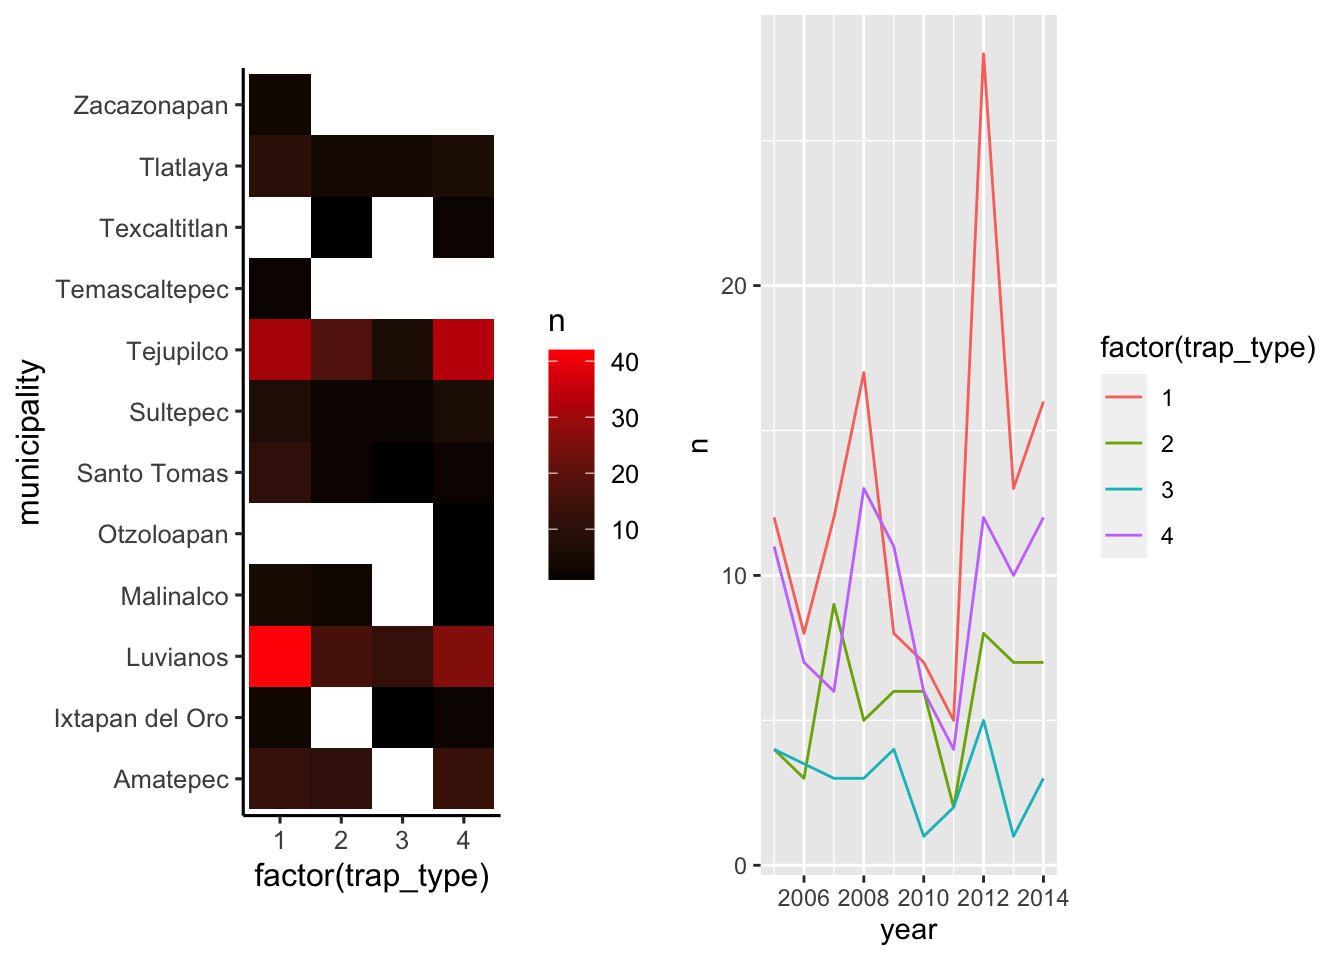 municipality
Zacazonapan
Tlatlaya
Texcaltitlan
Temascaltepec
Tejupilco
Sultepec
Santo Tomas
Otzoloapan
Malinalco
Luvianos
Ixtapan del Oro
Amatepec
1 2 3 4
factor(trap_type)
n
40
30
20
10
n
20
10
0
2006 2008 2010 2012 2014
year
factor(trap_type)
1
2
3
4